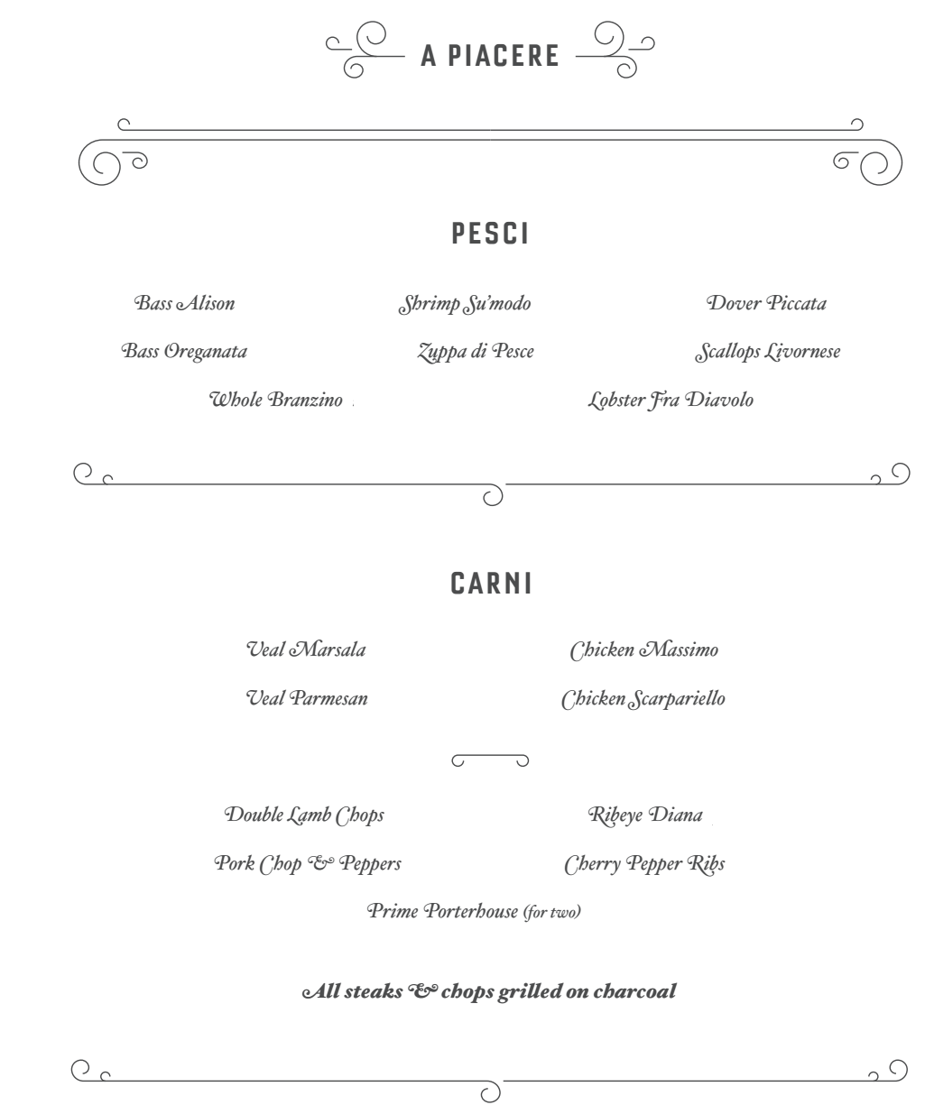 A PIACERE
PESCI
Bass Alison Shrimp Su'modo Dover Piccata
Bass Oreganata Zuppa di Pesce Scallops Livornese
Whole Branzino Lobster Fra Diavolo
CARNI
Veal Marsala Chicken Massimo
Veal Parmesan Chicken Scarpariello
Double Lamb Chops Ribeye Diana
Pork Chop & Peppers Cherry Pepper Ribs
Prime Porterhouse (for two)
All steaks & chops grilled on charcoal